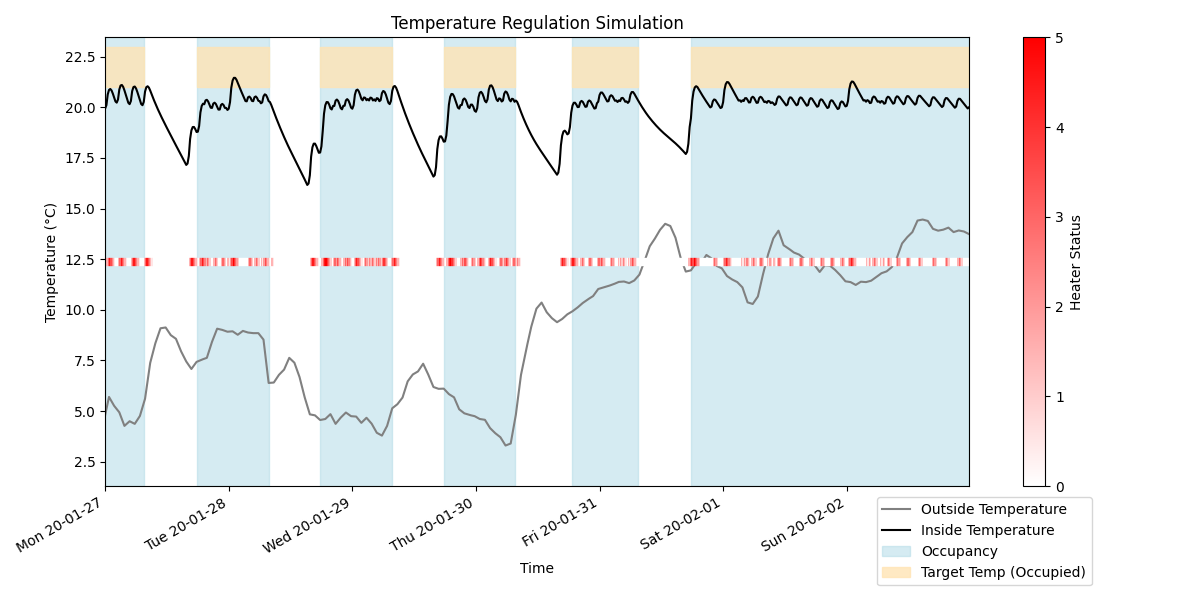 Temperature Regulation Simulation
22.5
20.0
17.5
15.0
12.5
10.0
7.5
5.0
2.5
Temperature (°C)
Mon 20-01-27
Tue 20-01-28
Wed 20-01-29
Thu 20-01-30
Fri 20-01-31
Sat 20-02-01
Sun 20-02-02
Time
5
4
3
2
1
0
Heater Status
Outside Temperature
Inside Temperature
Occupancy
Target Temp (Occupied)